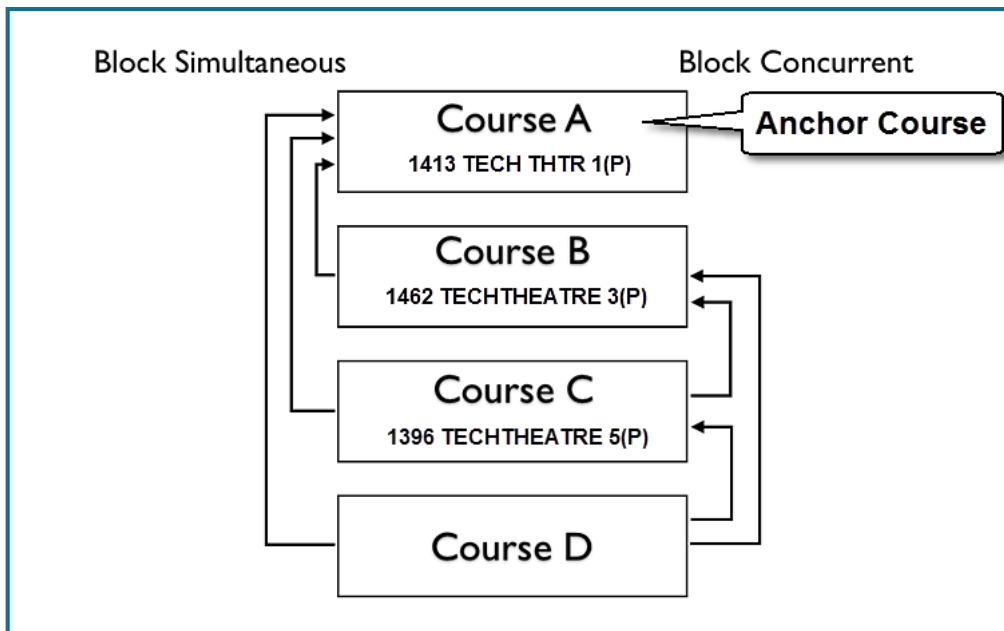 Block Simultaneous
Block Concurrent
Course A
Anchor Course
1413 TECH THTR 1(P)
Course B
1462 TECHTHEATRE 3(P)
Course C
1396 TECHTHEATRE 5(P)
Course D